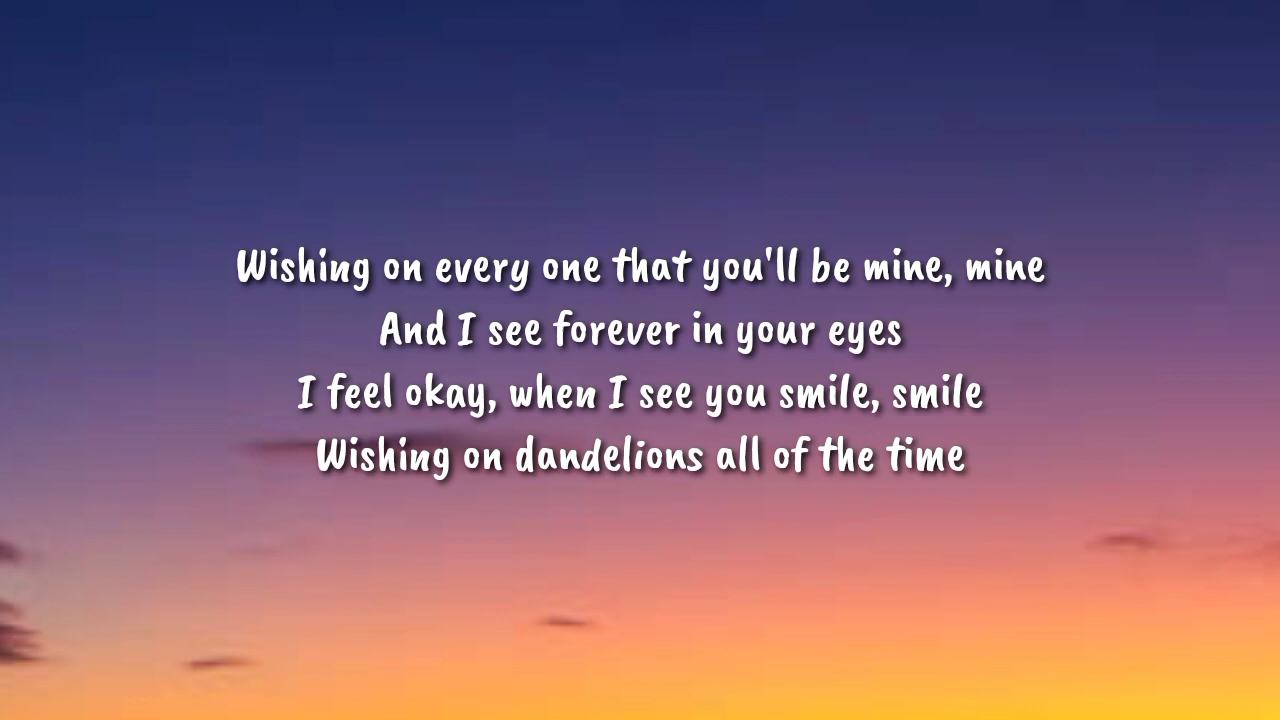 Wishing on every one that you'll be mine, mine
And I see forever in your eyes
I feel okay, when I see you smile, smile
Wishing on dandelions all of the time